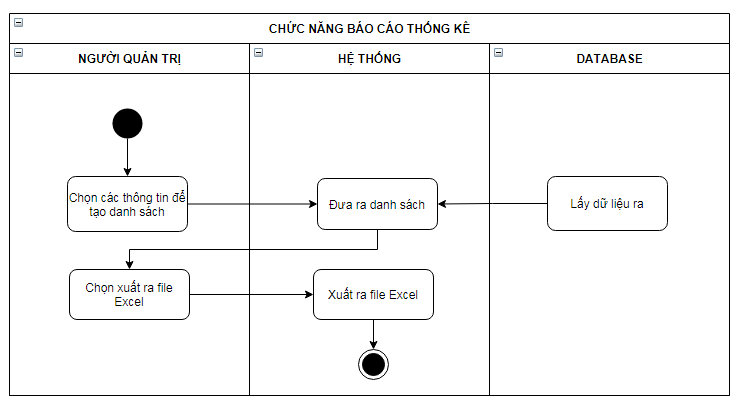 CHỨC NĂNG BÁO CÁO THỐNG KÊ
NGƯỜI QUẢN TRỊ
HỆ THỐNG
DATABASE
Chọn các thông tin để
tạo danh sách
Đưa ra danh sách
Lấy dữ liệu ra
Chọn xuất ra file
Excel
Xuất ra file Excel